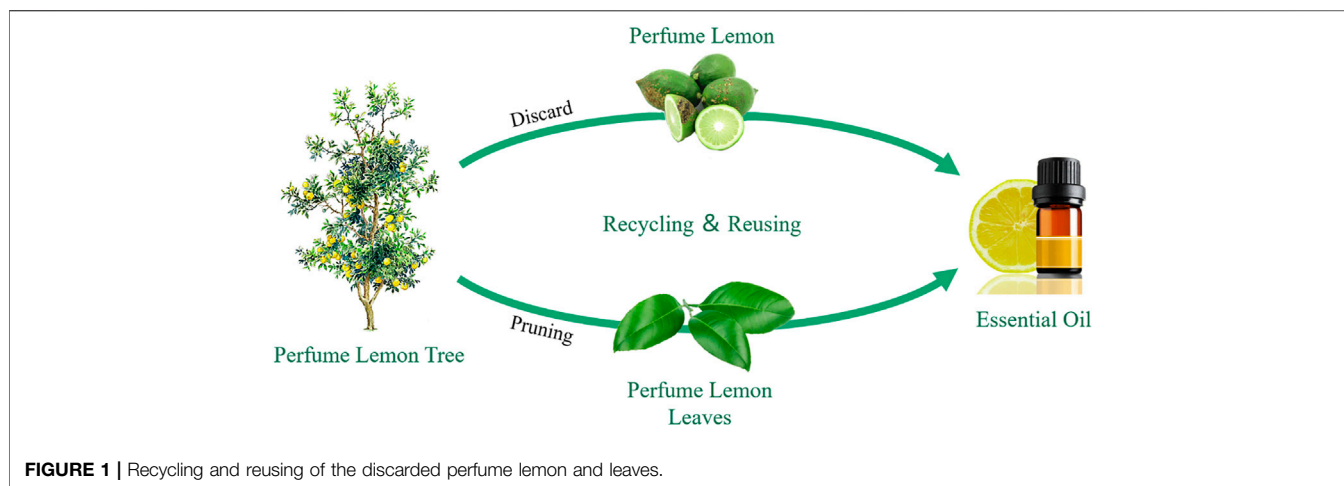 Perfume Lemon
Discard
Recycling & Reusing
Pruning
Essential Oil
Perfume Lemon Tree
Perfume Lemon
Leaves
FIGURE 1 | Recycling and reusing of the discarded perfume lemon and leaves.